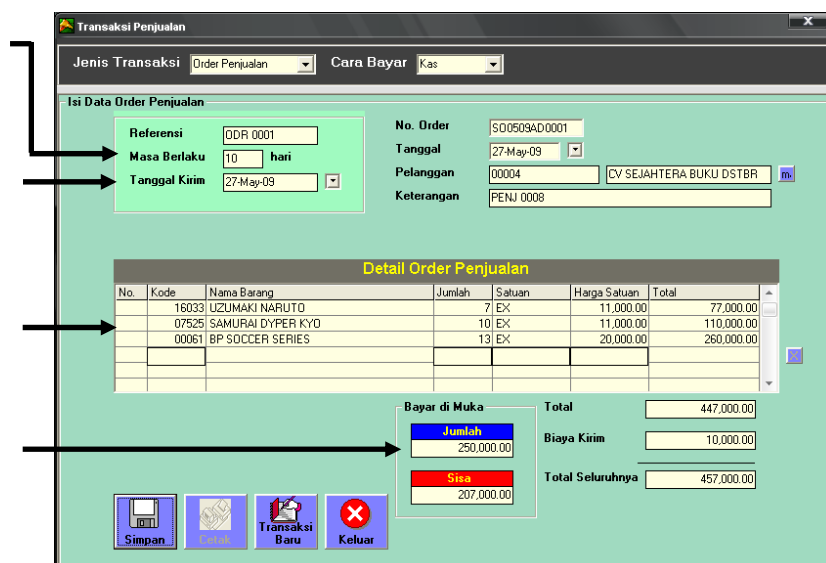 Transaksi Penjualan
Jenis Transaksi Order Penjualan Cara Bayar Kas
Isi Data Order Penjualan
Referensi ODR 0001
Masa Berlaku 10 hari
Tanggal Kirim 27-May-09
No. Order SO0509AD0001
Tanggal 27-May-09
Pelanggan 00004 CV SEJAHTERA BUKU DSTBR m.
Keterangan PENJ 0008
Detail Order Penjualan
No. Kode Nama Barang Jumlah Satuan Harga Satuan Total
16033 UZUMAKI NARUTO 7 EX 11,000.00 77,000.00
07525 SAMURAI DYPER KYO 10 EX 11,000.00 110,000.00
00061 BP SOCCER SERIES 13 EX 20,000.00 260,000.00
Bayar di Muka
Jumlah
250,000.00
Sisa
207,000.00
Total 447,000.00
Biaya Kirim 10,000.00
Total Seluruhnya 457,000.00
Simpan
Cetak
Transaksi
Baru
Keluar